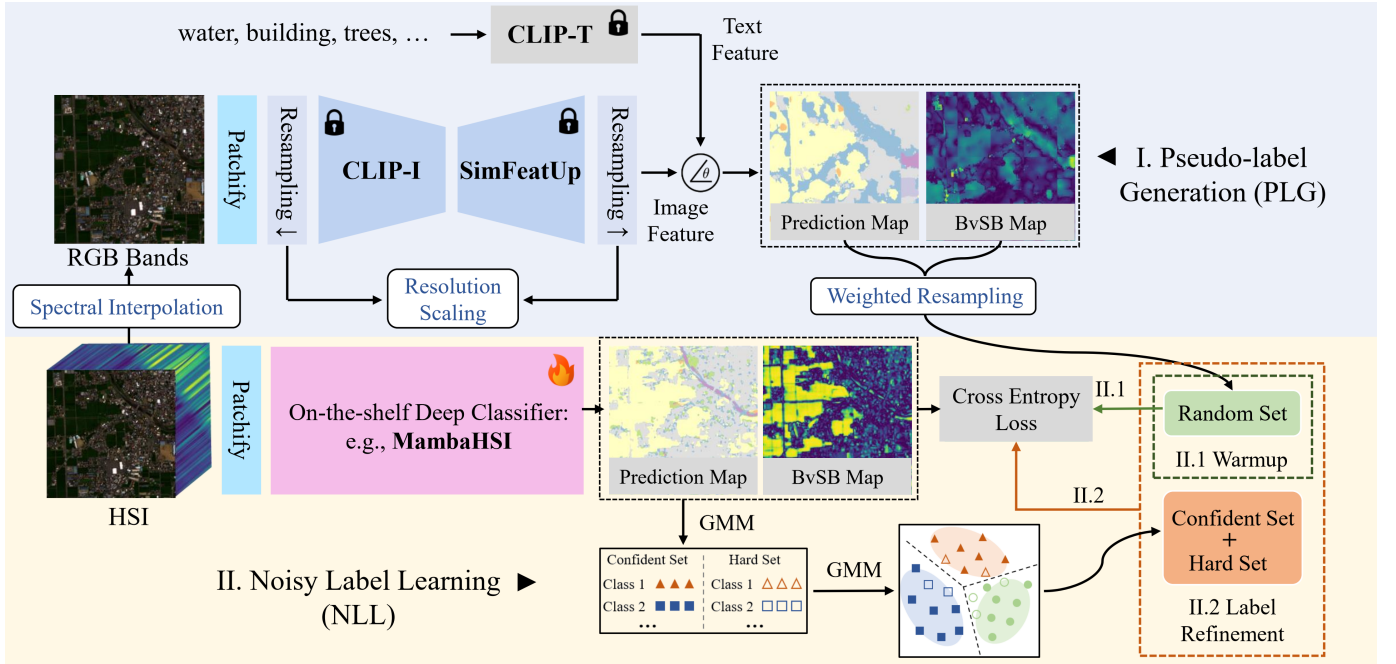 water, building, trees, …
CLIP-T
Text
Feature
Patchify
Resampling ↓
CLIP-I
SimFeatUp
Resampling ↑
θ
Image
Feature
Prediction Map
BvSB Map
I. Pseudo-label
Generation (PLG)
RGB Bands
Spectral Interpolation
Resolution
Scaling
Weighted Resampling
Patchify
On-the-shelf Deep Classifier:
e.g., MambaHSI
Prediction Map
BvSB Map
Cross Entropy
Loss
II.1
Random Set
II.1 Warmup
II.2
HSI
GMM
Confident Set
Hard Set
Class 1
Class 1
Class 2
Class 2
...
...
GMM
Confident Set
+
Hard Set
II.2 Label
Refinement
II. Noisy Label Learning
(NLL)